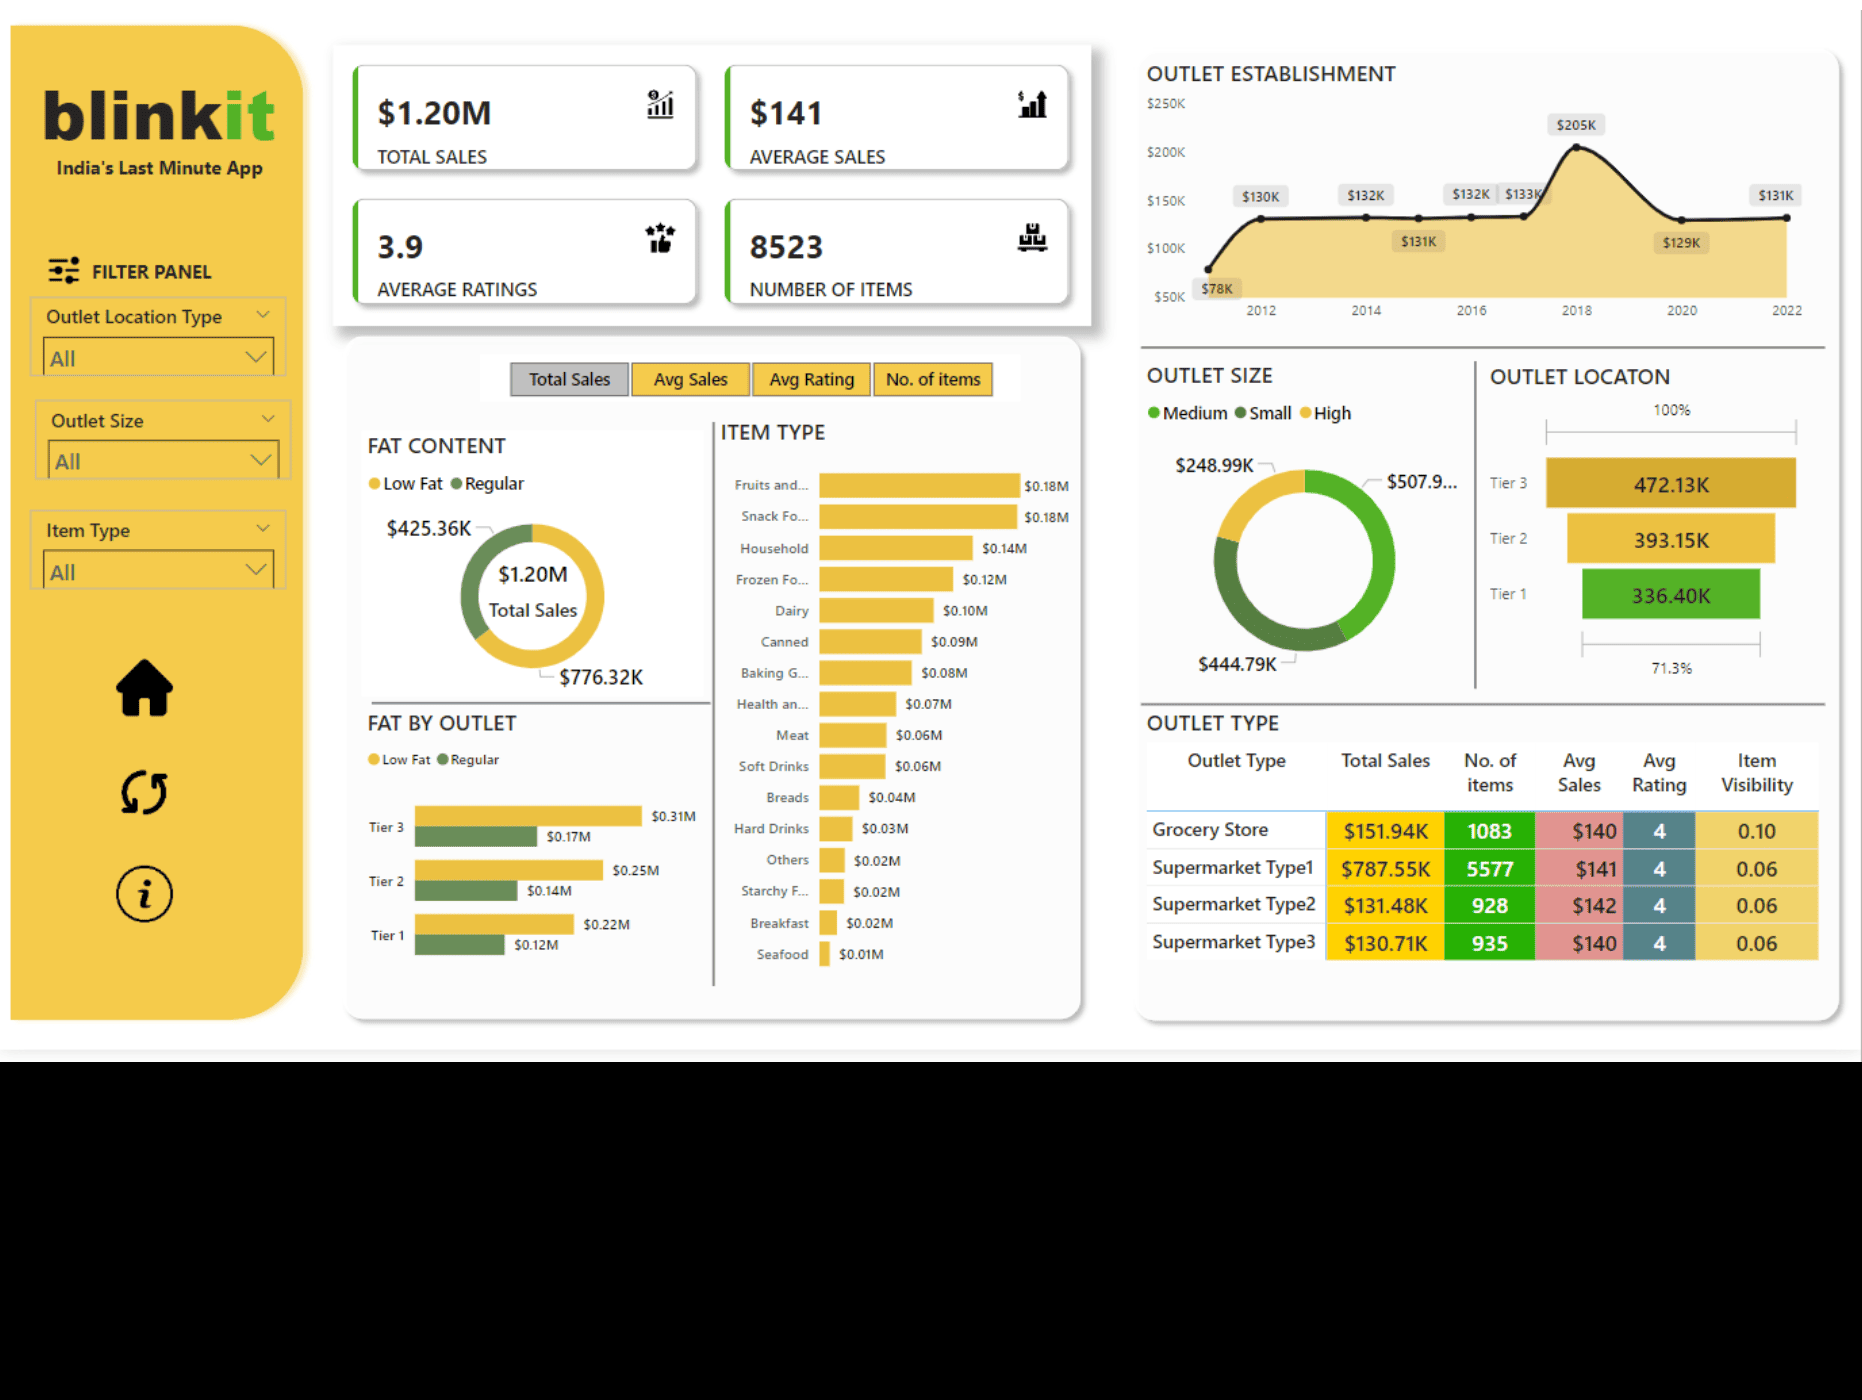 blinkit
India's Last Minute App
FILTER PANEL
Outlet Location Type
All
Outlet Size
All
Item Type
All
$1.20M
TOTAL SALES
$141
AVERAGE SALES
3.9
AVERAGE RATINGS
8523
NUMBER OF ITEMS
Total Sales Avg Sales Avg Rating No. of items
FAT CONTENT
Low Fat Regular
$425.36K
$1.20M
Total Sales
$776.32K
FAT BY OUTLET
Low Fat Regular
Tier 3 $0.31M
$0.17M
Tier 2 $0.25M
$0.14M
Tier 1 $0.22M
$0.12M
ITEM TYPE
Fruits and... $0.18M
Snack Fo... $0.18M
Household $0.14M
Frozen Fo... $0.12M
Dairy $0.10M
Canned $0.09M
Baking G... $0.08M
Health an... $0.07M
Meat $0.06M
Soft Drinks $0.06M
Breads $0.04M
Hard Drinks $0.03M
Others $0.02M
Starchy F... $0.02M
Breakfast $0.02M
Seafood $0.01M
OUTLET ESTABLISHMENT
$250K
$200K
$150K
$100K
$50K
$78K
$130K
$132K
$131K
$132K
$133K
$205K
$129K
$131K
2012 2014 2016 2018 2020 2022
OUTLET SIZE
Medium Small High
$248.99K
$507.9...
$444.79K
OUTLET LOCATON
100%
Tier 3 472.13K
Tier 2 393.15K
Tier 1 336.40K
71.3%
OUTLET TYPE
Outlet Type Total Sales No. of items Avg Sales Avg Rating Item Visibility
Grocery Store $151.94K 1083 $140 4 0.10
Supermarket Type1 $787.55K 5577 $141 4 0.06
Supermarket Type2 $131.48K 928 $142 4 0.06
Supermarket Type3 $130.71K 935 $140 4 0.06